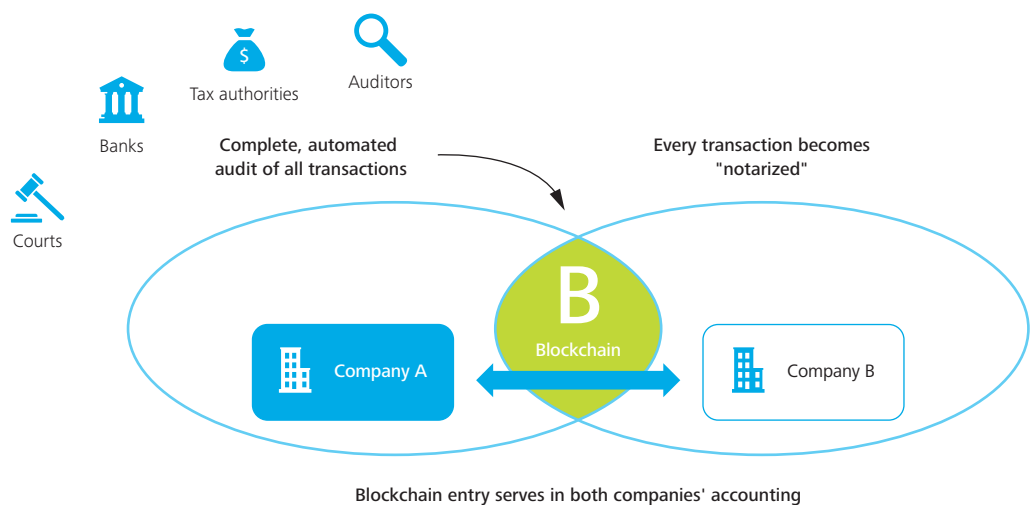 $
Auditors
Tax authorities
Banks
Complete, automated
audit of all transactions
Every transaction becomes
"notarized"
Courts
B
Blockchain
Company A
Company B
Blockchain entry serves in both companies' accounting